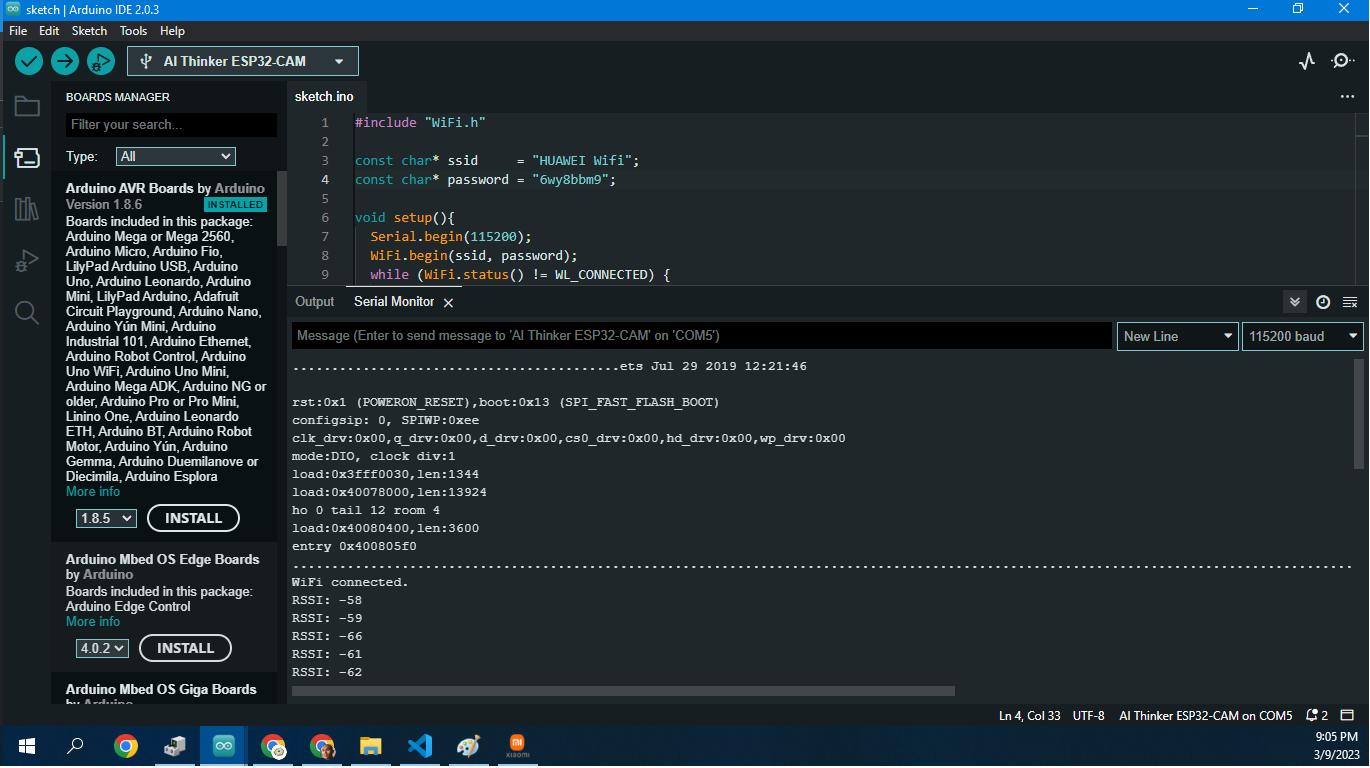 sketch | Arduino IDE 2.0.3
File Edit Sketch Tools Help
AI Thinker ESP32-CAM
BOARDS MANAGER
Filter your search...
Type: All
Arduino AVR Boards by Arduino
Version 1.8.6 INSTALLED
Boards included in this package:
Arduino Mega or Mega 2560,
Arduino Micro, Arduino Fio,
LilyPad Arduino USB, Arduino
Uno, Arduino Leonardo, Arduino
Mini, LilyPad Arduino, Adafruit
Circuit Playground, Arduino Nano,
Arduino Yún Mini, Arduino
Industrial 101, Arduino Ethernet,
Arduino Robot Control, Arduino
Uno WiFi, Arduino Uno Mini,
Arduino Mega ADK, Arduino NG or
older, Arduino Pro or Pro Mini,
Linino One, Arduino Leonardo
ETH, Arduino BT, Arduino Robot
Motor, Arduino Yún, Arduino
Gemma, Arduino Duemilanove or
Diecimila, Arduino Esplora
More info
1.8.5 INSTALL
Arduino Mbed OS Edge Boards
by Arduino
Boards included in this package:
Arduino Edge Control
More info
4.0.2 INSTALL
Arduino Mbed OS Giga Boards
by Arduino
sketch.ino
1 #include "WiFi.h"
2
3 const char* ssid     = "HUAWEI Wifi";
4 const char* password = "6wy8bbm9";
5
6 void setup(){
7   Serial.begin(115200);
8   WiFi.begin(ssid, password);
9   while (WiFi.status() != WL_CONNECTED) {
Output Serial Monitor
Message (Enter to send message to 'AI Thinker ESP32-CAM' on 'COM5')
New Line 115200 baud
..........................................ets Jul 29 2019 12:21:46
rst:0x1 (POWERON_RESET),boot:0x13 (SPI_FAST_FLASH_BOOT)
configsip: 0, SPIWP:0xee
clk_drv:0x00,q_drv:0x00,d_drv:0x00,cs0_drv:0x00,hd_drv:0x00,wp_drv:0x00
mode:DIO, clock div:1
load:0x3fff0030,len:1344
load:0x40078000,len:13924
ho 0 tail 12 room 4
load:0x40080400,len:3600
entry 0x400805f0
........................................................................................................................................
WiFi connected.
RSSI: -58
RSSI: -59
RSSI: -66
RSSI: -61
RSSI: -62
Ln 4, Col 33 UTF-8 AI Thinker ESP32-CAM on COM5 2
xiaomi
9:05 PM
3/9/2023